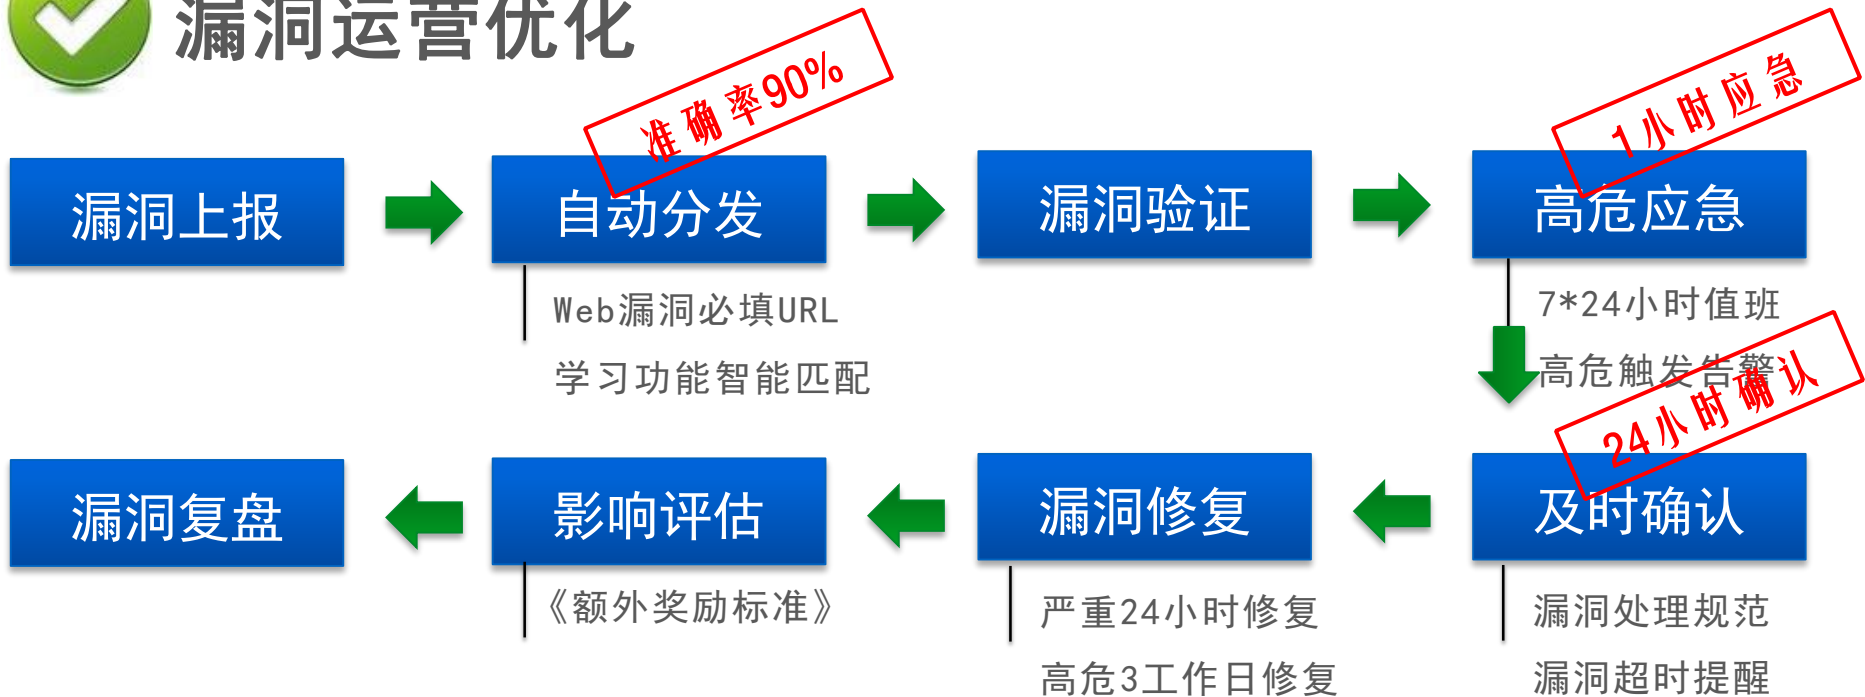 漏洞运营优化
准确率90%
1小时应急
漏洞上报
自动分发
漏洞验证
高危应急
Web漏洞必填URL
学习功能智能匹配
7*24小时值班
高危触发告警
24小时确认
漏洞复盘
影响评估
漏洞修复
及时确认
《额外奖励标准》
严重24小时修复
高危3工作日修复
漏洞处理规范
漏洞超时提醒